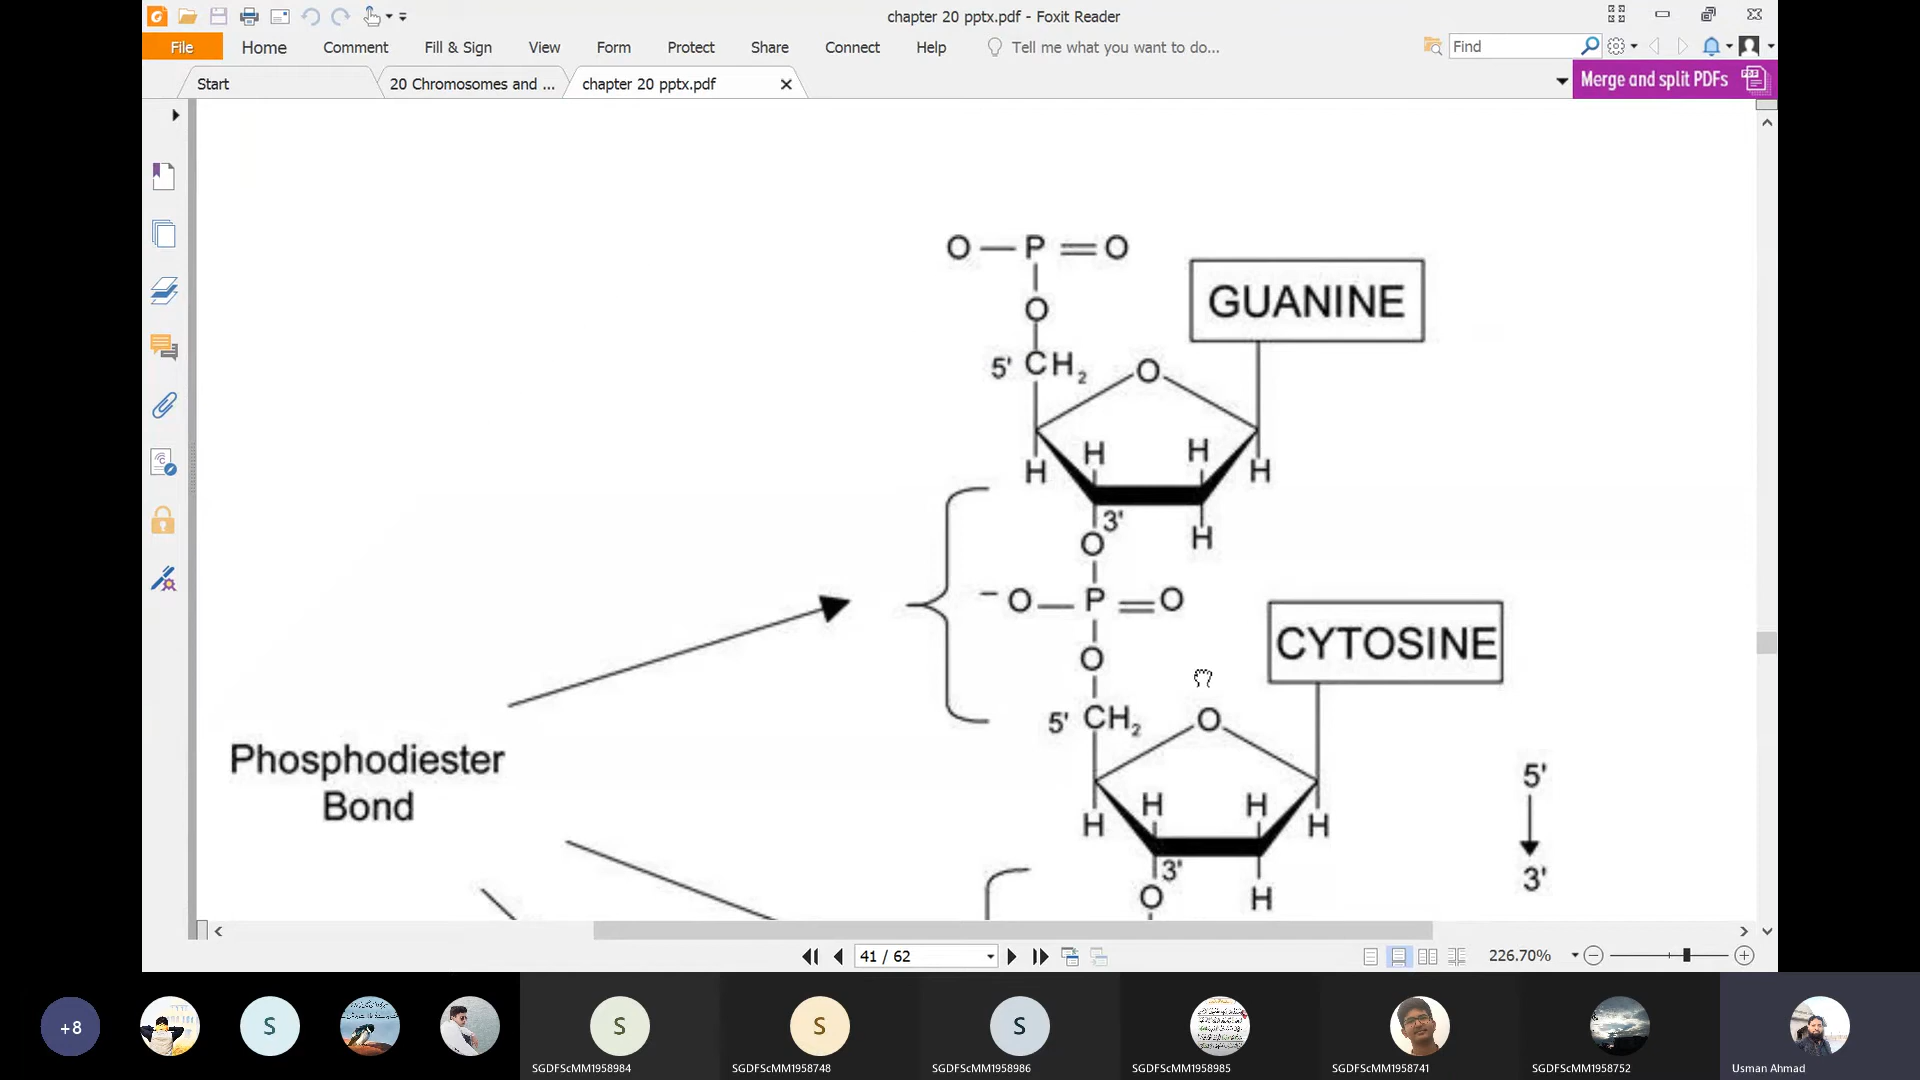 chapter 20 pptx.pdf - Foxit Reader
File Home Comment Fill & Sign View Form Protect Share Connect Help Tell me what you want to do... Find
Start 20 Chromosomes and ... chapter 20 pptx.pdf Merge and split PDFs
O — P = O
GUANINE
O
5' CH2 O
H H H H
3'
O H
- O — P = O
CYTOSINE
O
5' CH2 O
Phosphodiester
Bond
5'
H H H H
3'
3'
O H
41 / 62 226.70%
+8 S S S S
SGDFScMM1958984 SGDFScMM1958748 SGDFScMM1958986 SGDFScMM1958985 SGDFScMM1958741 SGDFScMM1958752 Usman Ahmad